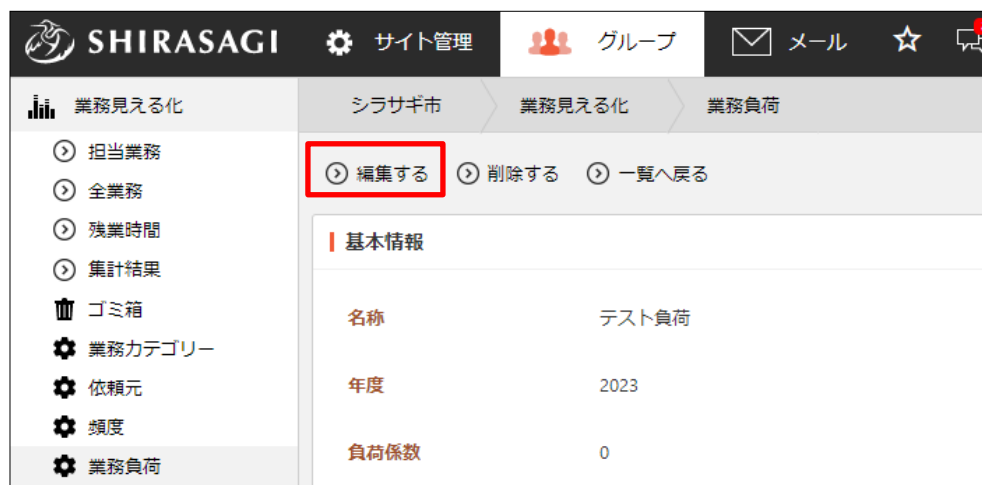 SHIRASAGI サイト管理 グループ メール
業務見える化
シラサギ市 業務見える化 業務負荷
担当業務
全業務
残業時間
集計結果
ゴミ箱
業務カテゴリー
依頼元
頻度
業務負荷
編集する 削除する 一覧へ戻る
基本情報
名称 テスト負荷
年度 2023
負荷係数 0